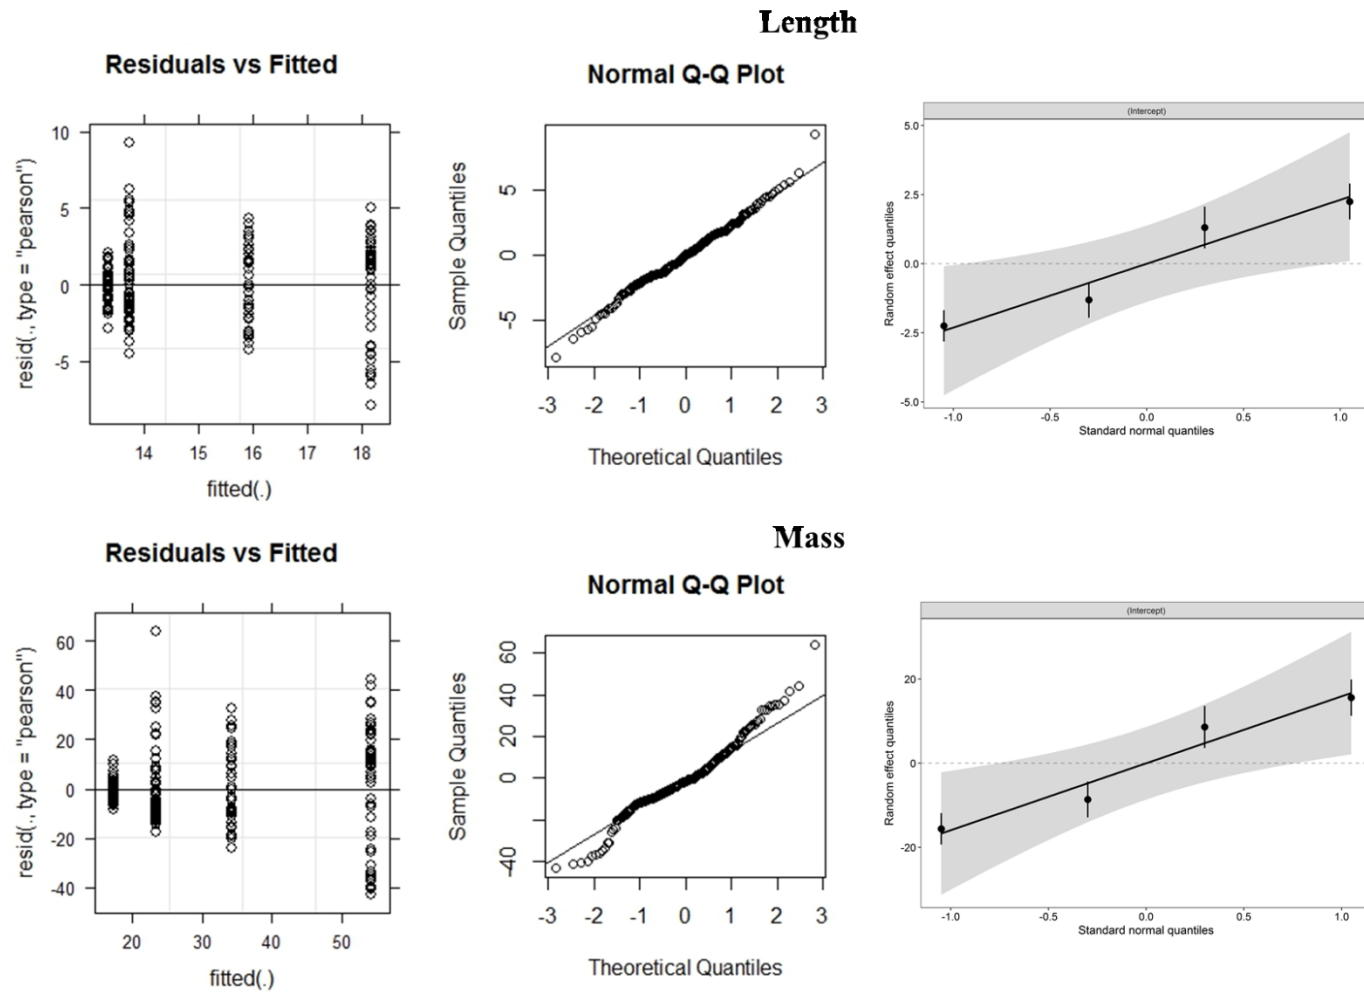 Length
Residuals vs Fitted
resid(., type = "pearson")
10
5
0
-5
14 15 16 17 18
fitted(.)
Normal Q-Q Plot
Sample Quantiles
5
0
-5
-3 -2 -1 0 1 2 3
Theoretical Quantiles
(Intercept)
Random effect quantiles
5.0
2.5
0.0
-2.5
-5.0
-1.0 -0.5 0.0 0.5 1.0
Standard normal quantiles
Mass
Residuals vs Fitted
resid(., type = "pearson")
60
40
20
0
-20
-40
20 30 40 50
fitted(.)
Normal Q-Q Plot
Sample Quantiles
60
40
20
0
-40
-3 -2 -1 0 1 2 3
Theoretical Quantiles
(Intercept)
Random effect quantiles
20
0
-20
-1.0 -0.5 0.0 0.5 1.0
Standard normal quantiles